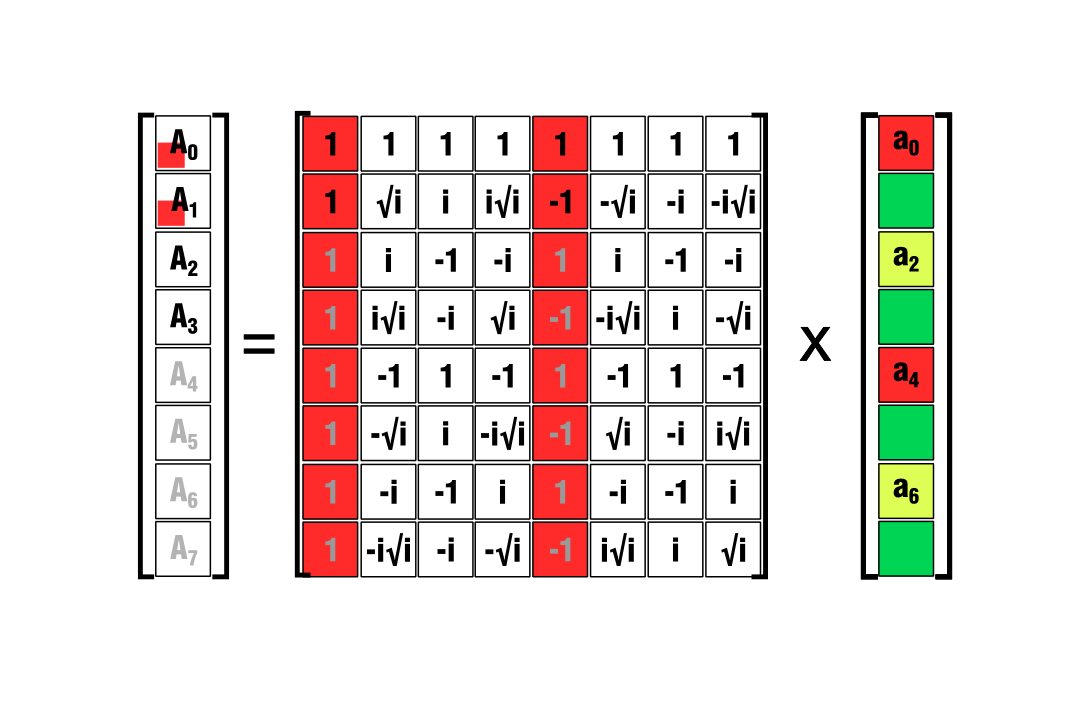 A₀ 1 1 1 1 1 1 1 1 a₀
A₁ 1 √i i i√i -1 -√i -i -i√i
A₂ 1 i -1 -i 1 i -1 -i a₂
A₃ 1 i√i -i √i -1 -i√i i -√i
= x
A₄ 1 -1 1 -1 1 -1 1 -1 a₄
A₅ 1 -√i i -i√i -1 √i -i i√i
A₆ 1 -i -1 i 1 -i -1 i a₆
A₇ 1 -i√i -i -√i -1 i√i i √i